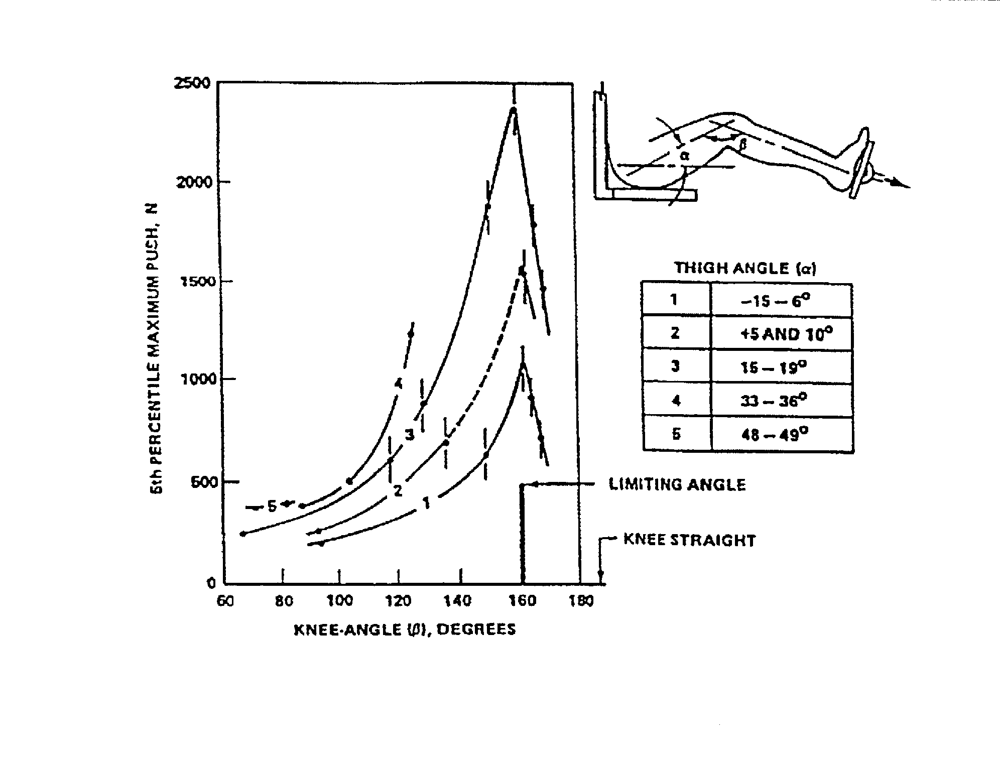 2500
2000
1500
1000
500
0
5th PERCENTILE MAXIMUM PUSH, N
60 80 100 120 140 160 180
KNEE-ANGLE (β), DEGREES
4
3
2
1
5
α
β
THIGH ANGLE (α)
1 -15 – 6°
2 +5 AND 10°
3 15 – 19°
4 33 – 36°
5 48 – 49°
LIMITING ANGLE
KNEE STRAIGHT